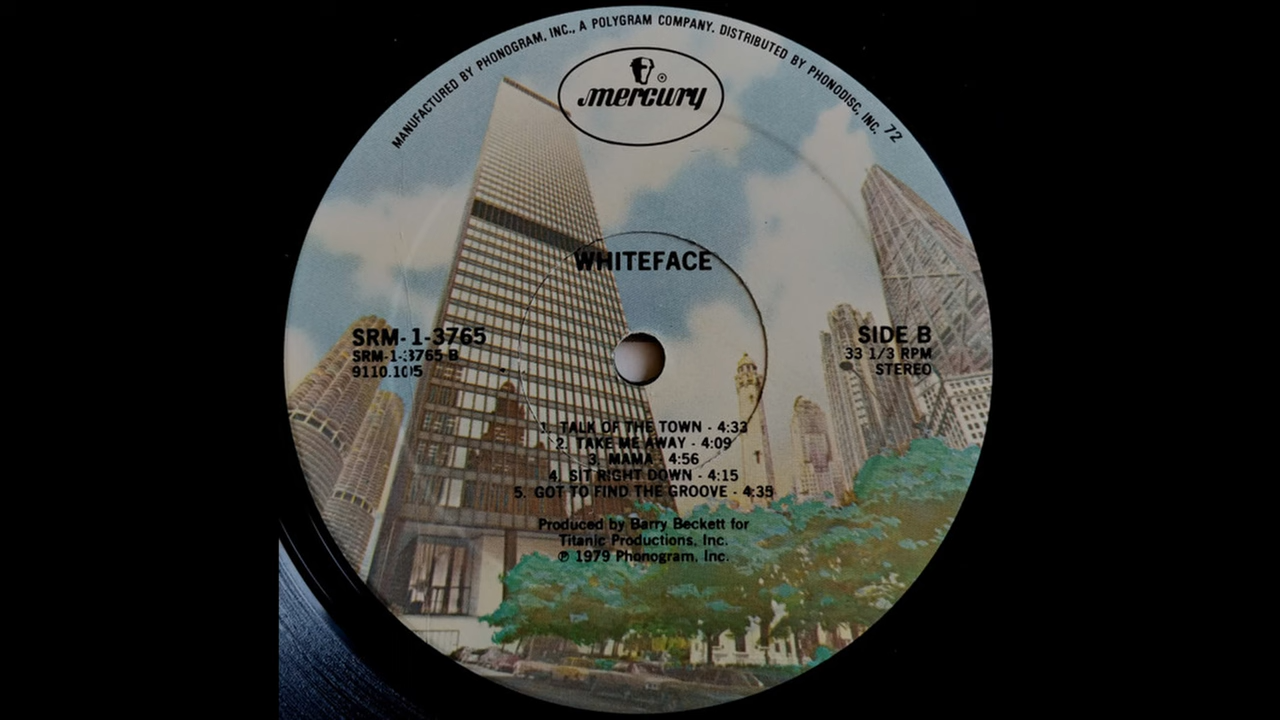 MANUFACTURED BY PHONOGRAM, INC., A POLYGRAM COMPANY. DISTRIBUTED BY PHONODISC, INC. 72
mercury ®
WHITEFACE
SRM-1-3765
SRM-1-3765 B
9110.105
SIDE B
33 1/3 RPM
STEREO
1. TALK OF THE TOWN - 4:33
2. TAKE ME AWAY - 4:09
3. MAMA - 4:56
4. SIT RIGHT DOWN - 4:15
5. GOT TO FIND THE GROOVE - 4:35
Produced by Barry Beckett for
Titanic Productions, Inc.
℗ 1979 Phonogram, Inc.